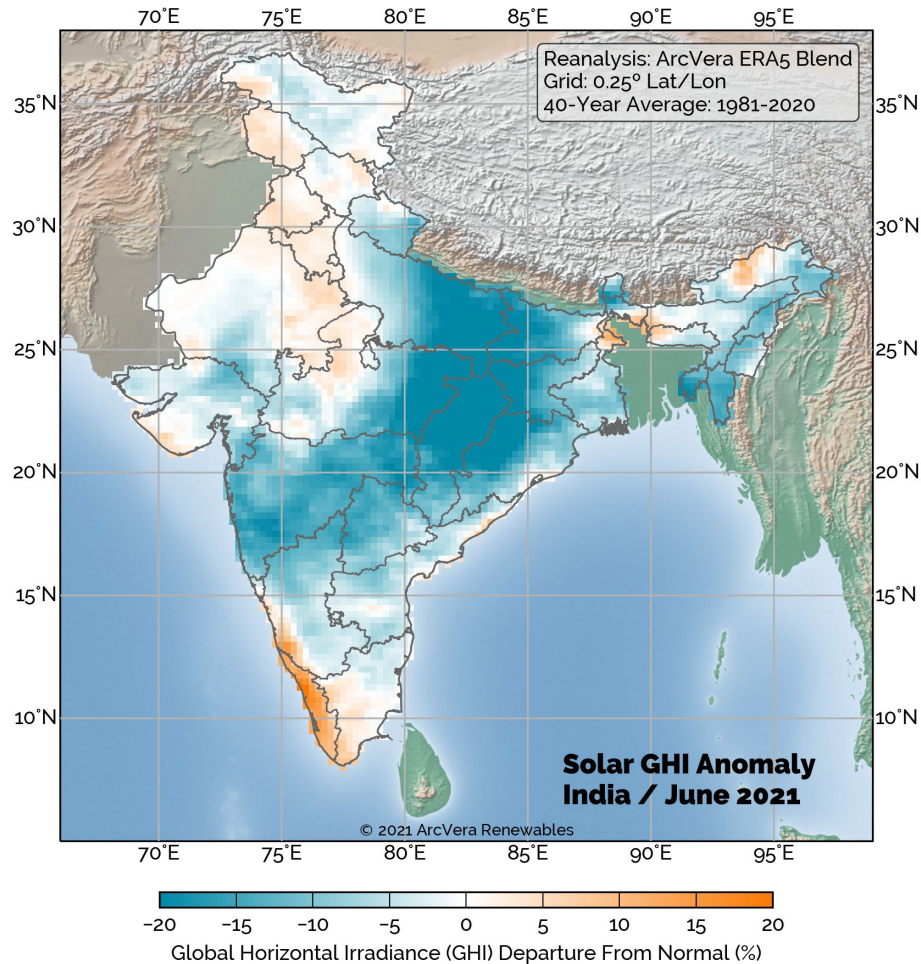 70°E 75°E 80°E 85°E 90°E 95°E
Reanalysis: ArcVera ERA5 Blend
Grid: 0.25º Lat/Lon
40-Year Average: 1981-2020
35°N 35°N
30°N 30°N
25°N 25°N
20°N 20°N
15°N 15°N
10°N 10°N
Solar GHI Anomaly
India / June 2021
© 2021 ArcVera Renewables
70°E 75°E 80°E 85°E 90°E 95°E
−20 −15 −10 −5 0 5 10 15 20
Global Horizontal Irradiance (GHI) Departure From Normal (%)